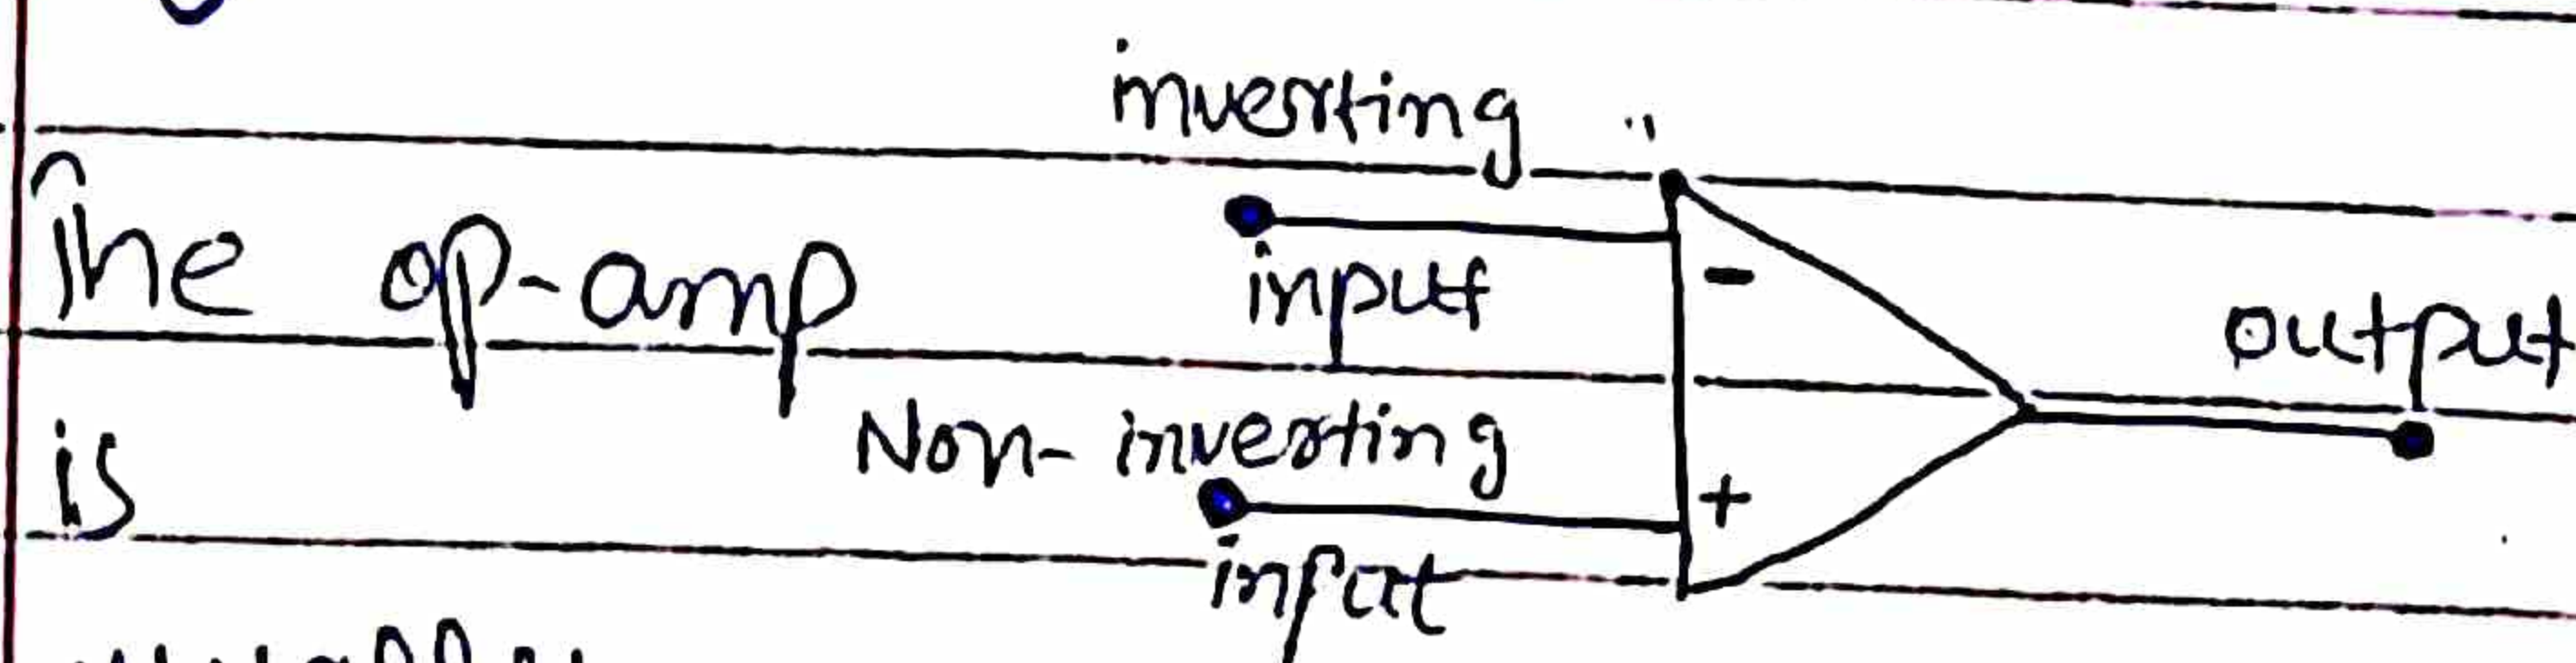 inverting
The op-amp
input
- 
output
Non-inverting
is
+
input